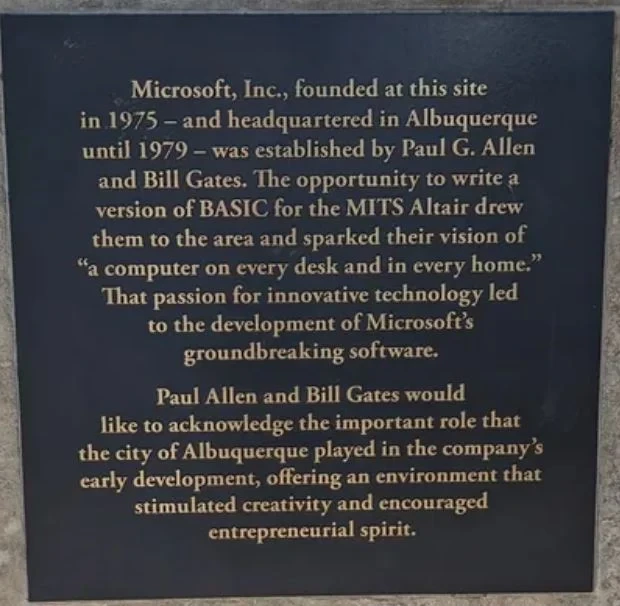 Microsoft, Inc., founded at this site
in 1975 – and headquartered in Albuquerque
until 1979 – was established by Paul G. Allen
and Bill Gates. The opportunity to write a
version of BASIC for the MITS Altair drew
them to the area and sparked their vision of
“a computer on every desk and in every home.”
That passion for innovative technology led
to the development of Microsoft’s
groundbreaking software.
Paul Allen and Bill Gates would
like to acknowledge the important role that
the city of Albuquerque played in the company’s
early development, offering an environment that
stimulated creativity and encouraged
entrepreneurial spirit.